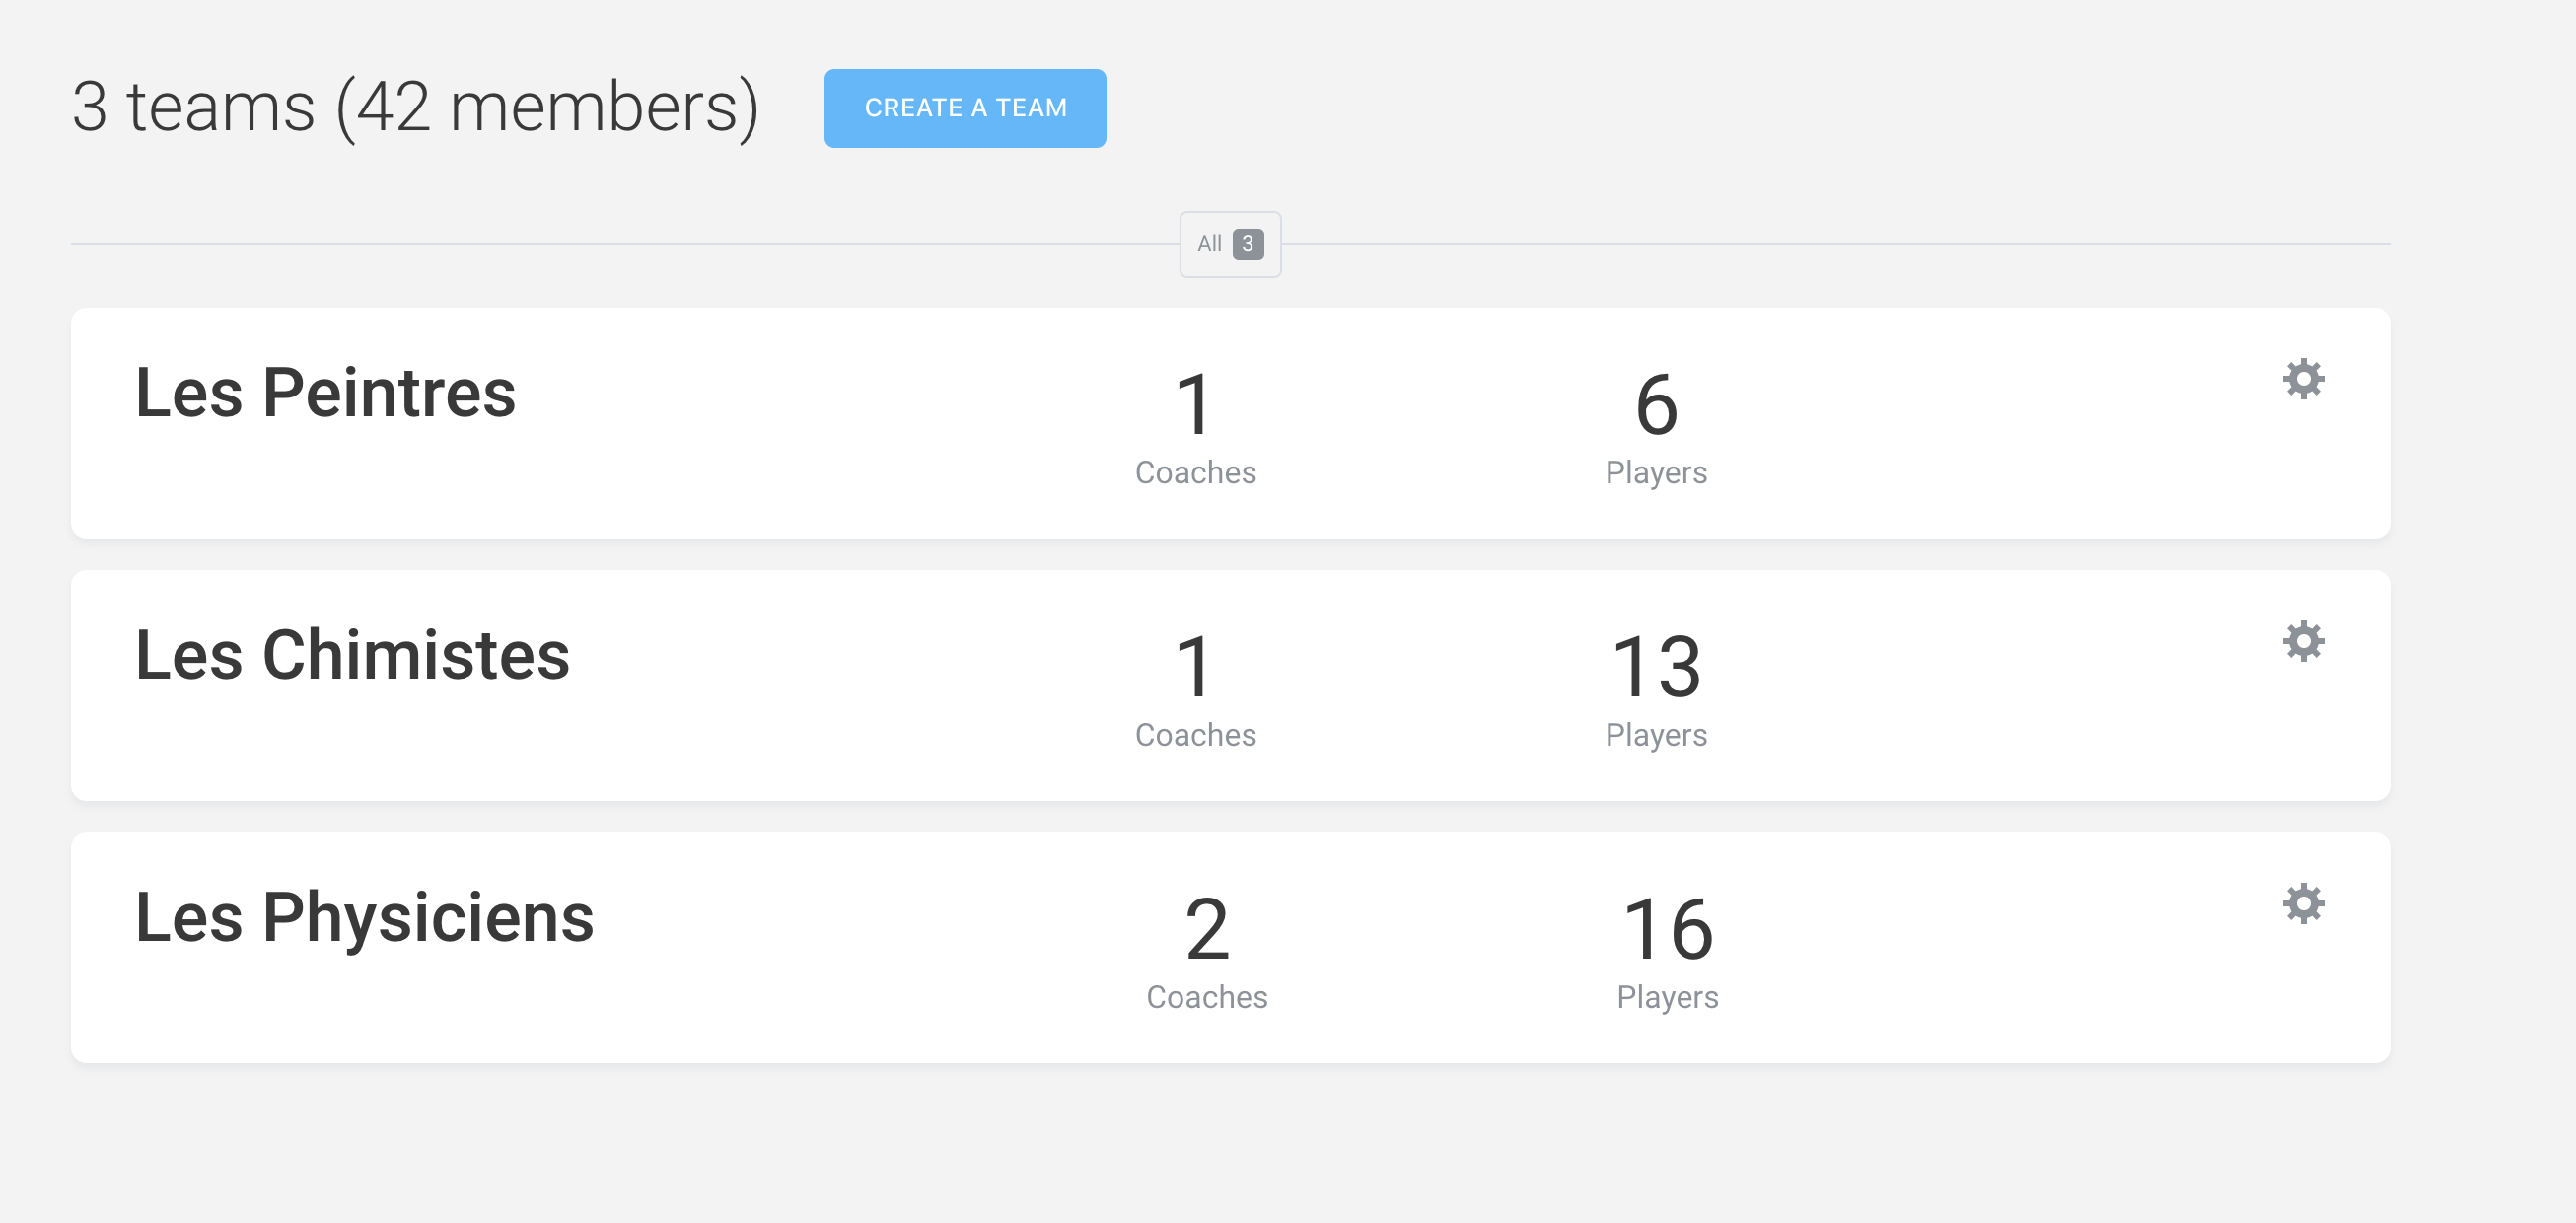 3 teams (42 members) CREATE A TEAM
All 3
Les Peintres
1
Coaches
6
Players
Les Chimistes
1
Coaches
13
Players
Les Physiciens
2
Coaches
16
Players